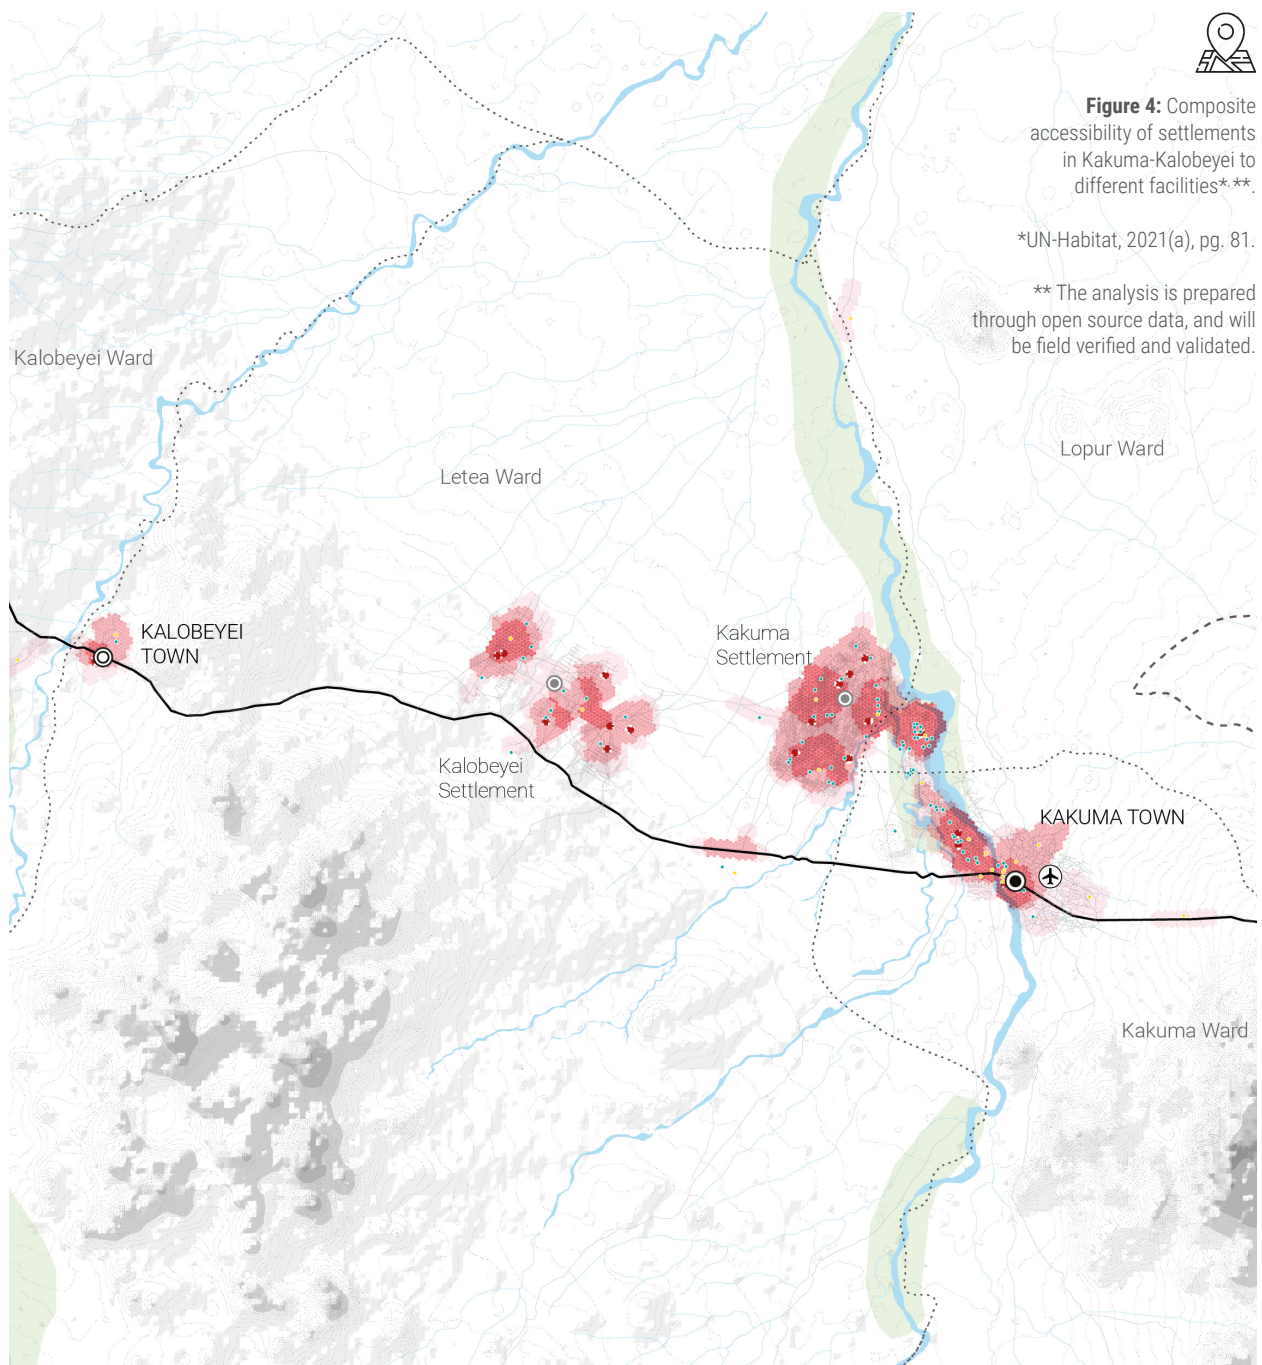 Figure 4: Composite
accessibility of settlements
in Kakuma-Kalobeyei to
different facilities*,**.
*UN-Habitat, 2021(a), pg. 81.
** The analysis is prepared
through open source data, and will
be field verified and validated.
Kalobeyei Ward
Lopur Ward
Letea Ward
KALOBEYEI
TOWN
Kakuma
Settlement
Kalobeyei
Settlement
KAKUMA TOWN
Kakuma Ward